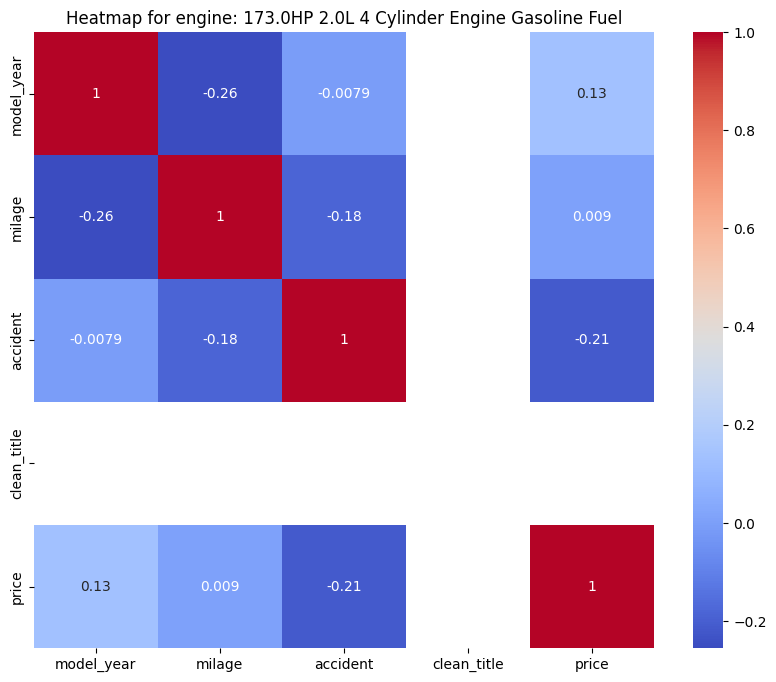 Heatmap for engine: 173.0HP 2.0L 4 Cylinder Engine Gasoline Fuel
model_year 1 -0.26 -0.0079 0.13
milage -0.26 1 -0.18 0.009
accident -0.0079 -0.18 1 -0.21
clean_title
price 0.13 0.009 -0.21 1
model_year milage accident clean_title price
1.0
0.8
0.6
0.4
0.2
0.0
−0.2